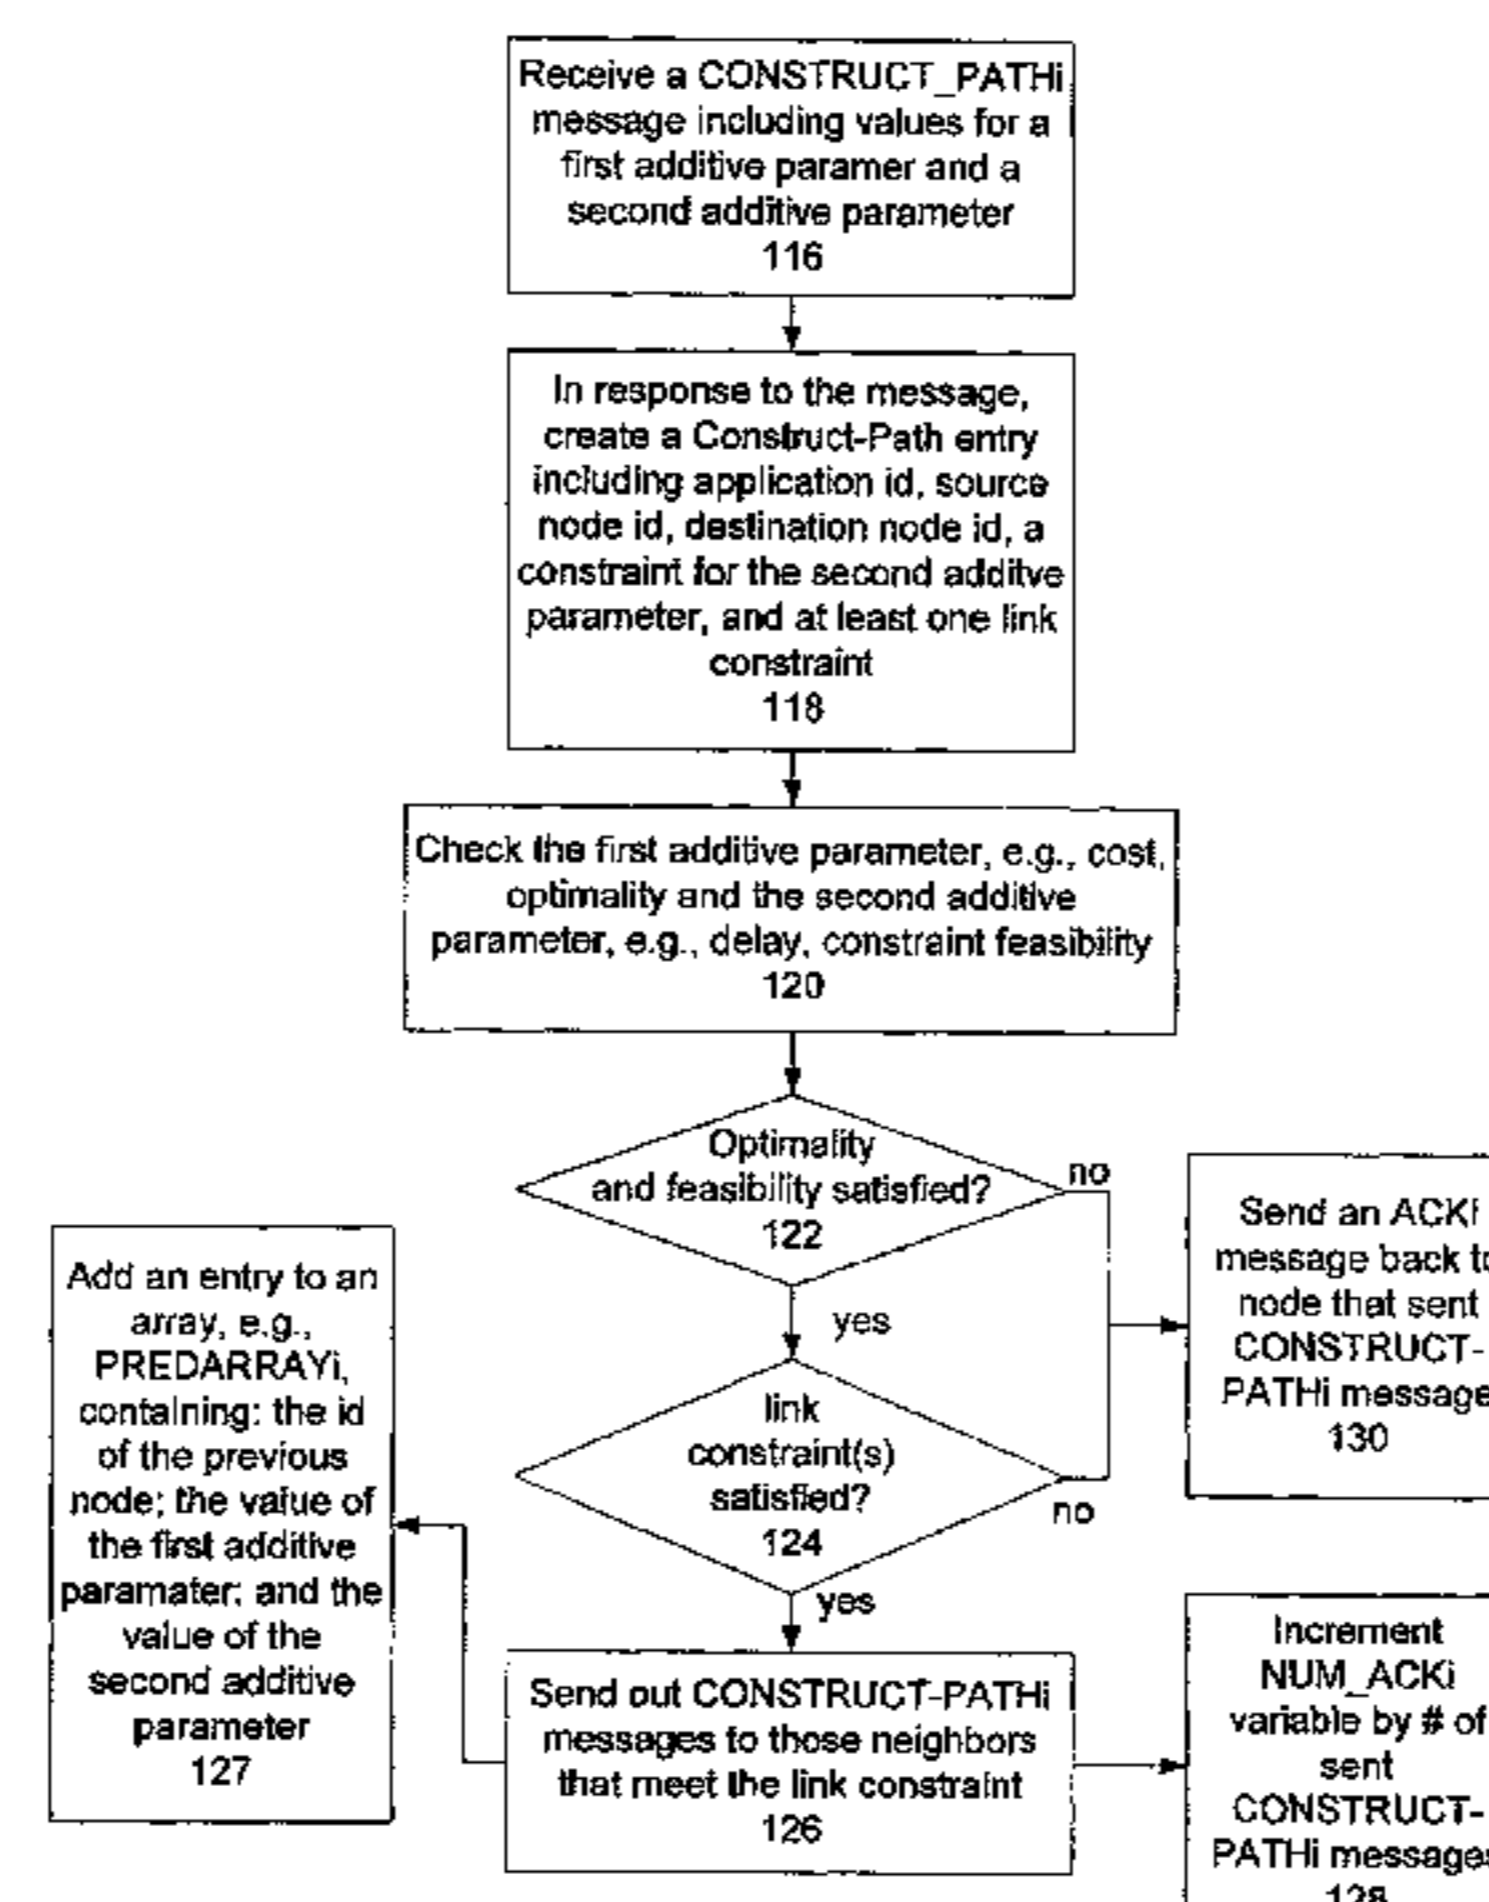 Receive a CONSTRUCT_PATHi
message including values for a
first additive paramer and a
second additive parameter
116
In response to the message,
create a Construct-Path entry
including application id, source
node id, destination node id, a
constraint for the second additve
parameter, and at least one link
constraint
118
Check the first additive parameter, e.g., cost,
optimality and the second additive
parameter, e.g., delay, constraint feasibility
120
Optimality
and feasibility satisfied?
122
no
yes
Send an ACKi
message back to
node that sent
CONSTRUCT-
PATHi message
130
link
constraint(s)
satisfied?
124
no
yes
Add an entry to an
array, e.g.,
PREDARRAYi,
containing: the id
of the previous
node; the value of
the first additive
paramater; and the
value of the
second additive
parameter
127
Send out CONSTRUCT-PATHi
messages to those neighbors
that meet the link constraint
126
Increment
NUM_ACKi
variable by # of
sent
CONSTRUCT-
PATHi messages
128